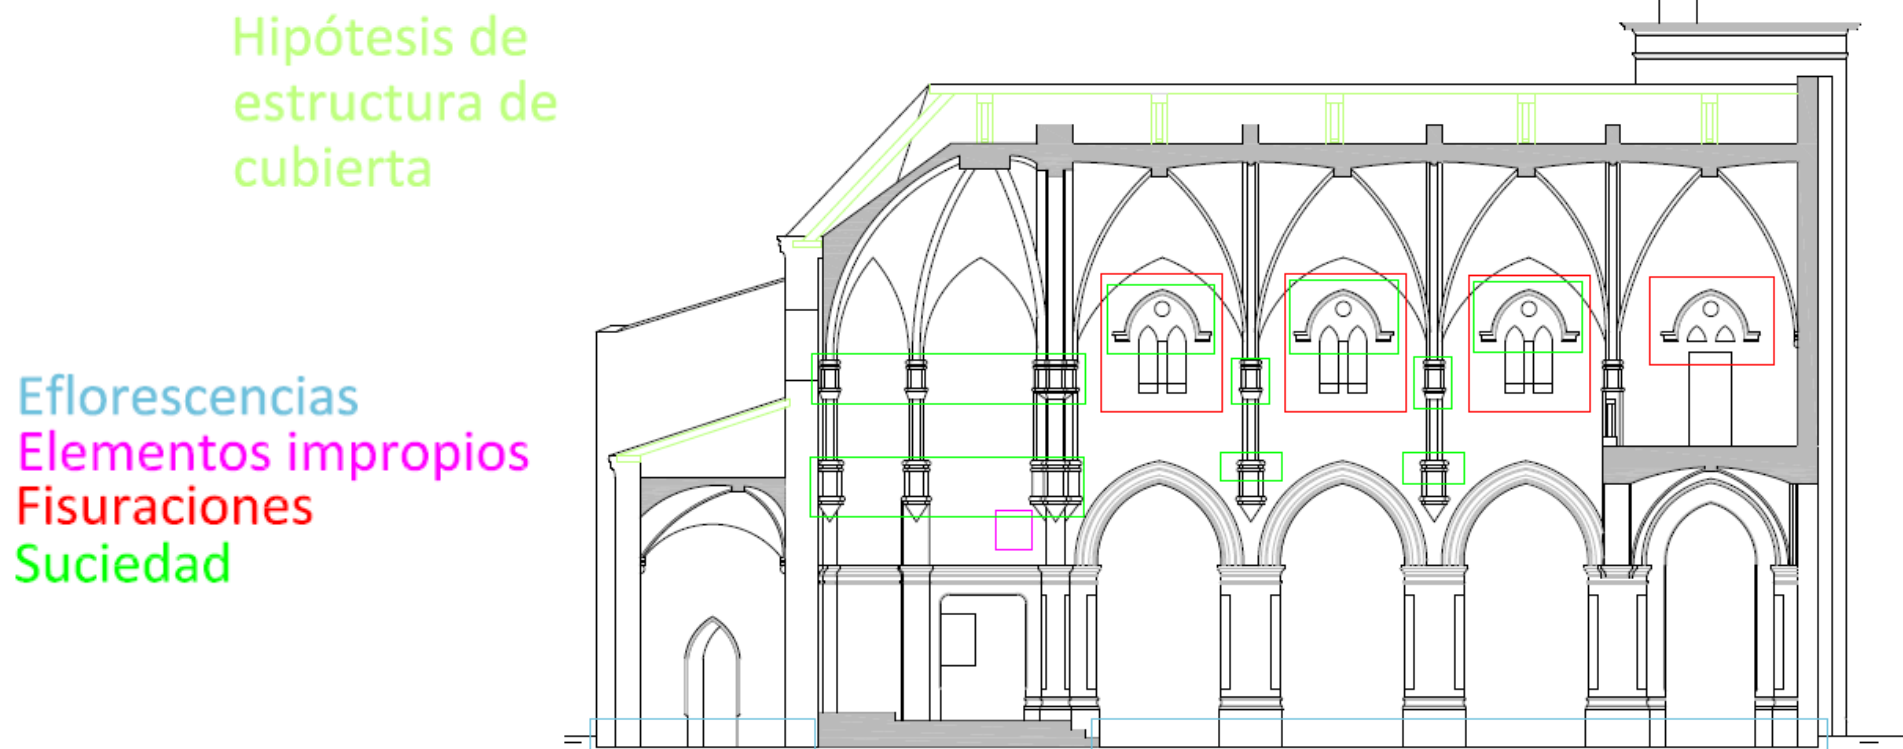 Hipótesis de
estructura de
cubierta
Eflorescencias
Elementos impropios
Fisuraciones
Suciedad